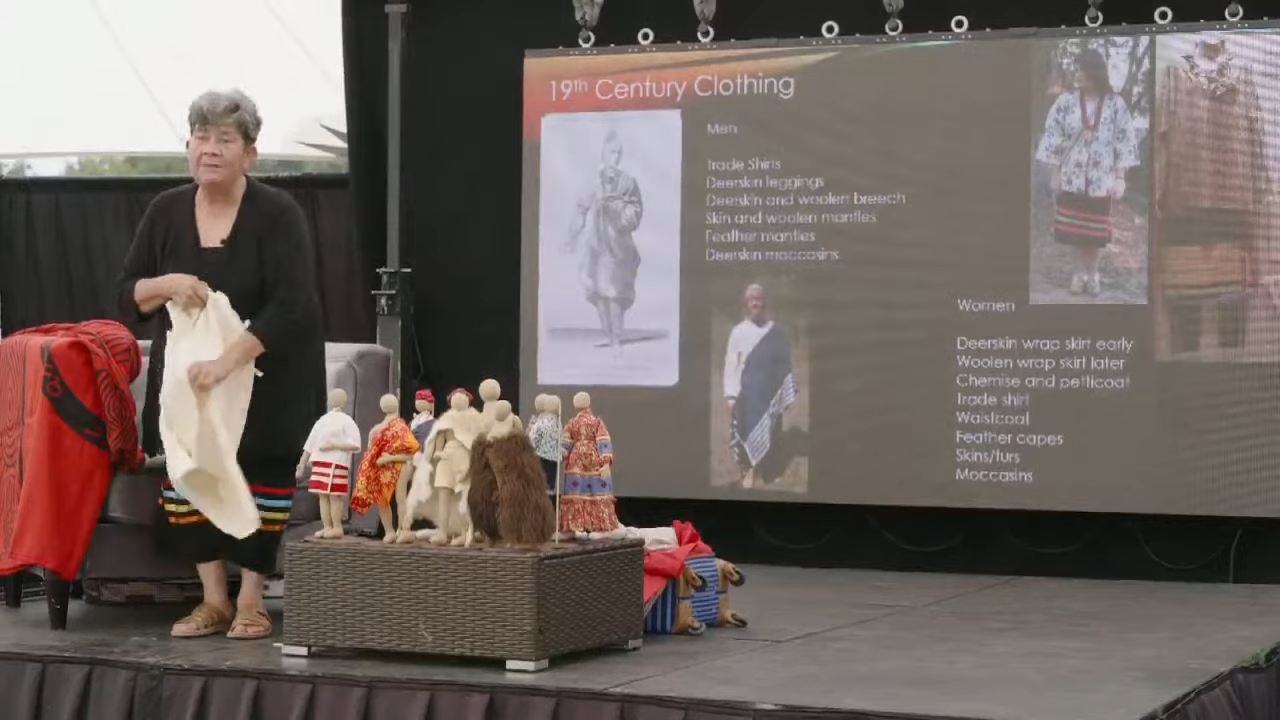 19th Century Clothing
Men
Trade Shirts
Deerskin leggings
Deerskin and woolen breech
Skin and woolen mantles
Feather mantles
Deerskin moccasins
Women
Deerskin wrap skirt early
Woolen wrap skirt later
Chemise and petticoat
Trade shirt
Waistcoat
Feather capes
Skins/furs
Moccasins